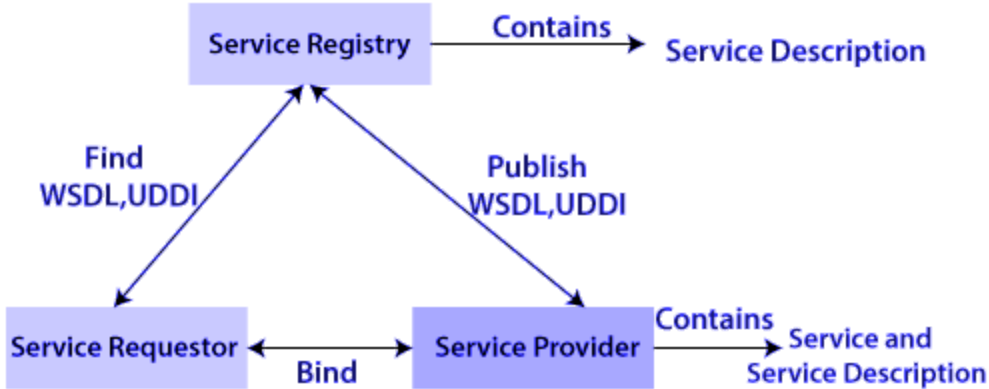 Service Registry
Contains
Service Description
Find
WSDL,UDDI
Publish
WSDL,UDDI
Service Requestor
Bind
Service Provider
Contains
Service and
Service Description